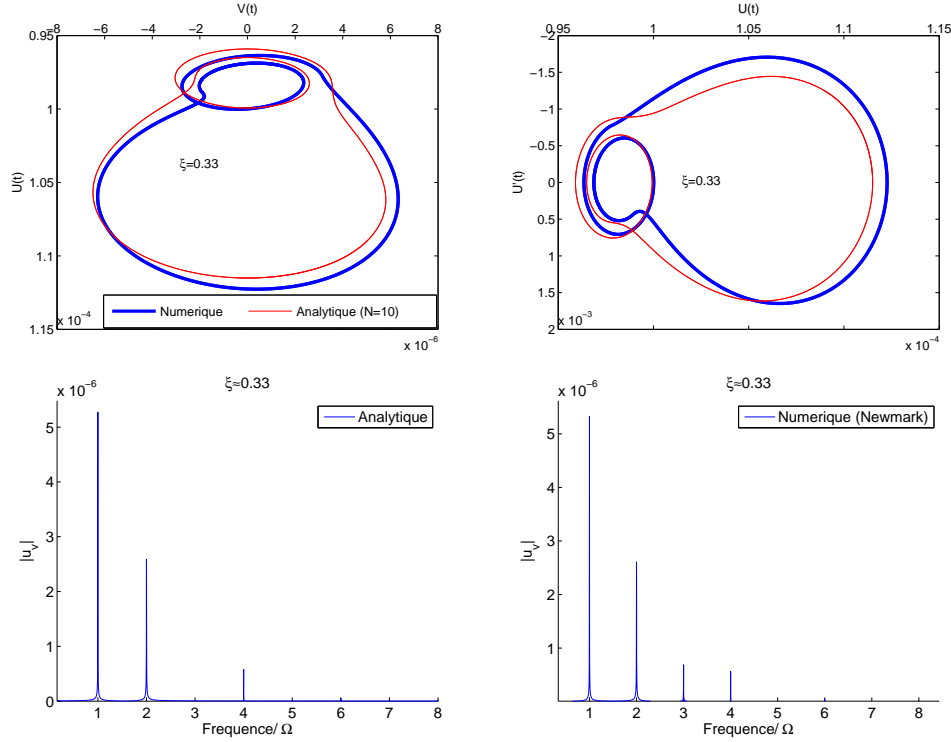 V(t)
−8 −6 −4 −2 0 2 4 6 8
0.95
1
1.05
1.1
1.15
U(t)
ξ=0.33
Numerique
Analytique (N=10)
x 10⁻⁴
x 10⁻⁶
U(t)
0.95 1 1.05 1.1 1.15
−2
−1.5
−1
−0.5
0
0.5
1
1.5
2
U'(t)
ξ=0.33
x 10⁻³
x 10⁻⁴
ξ≈0.33
x 10⁻⁶
Analytique
5
4
3
2
1
0
|u_v|
1 2 3 4 5 6 7 8
Frequence/ Ω
ξ≈0.33
x 10⁻⁶
Numerique (Newmark)
5
4
3
2
1
0
|u_v|
1 2 3 4 5 6 7 8
Frequence/ Ω